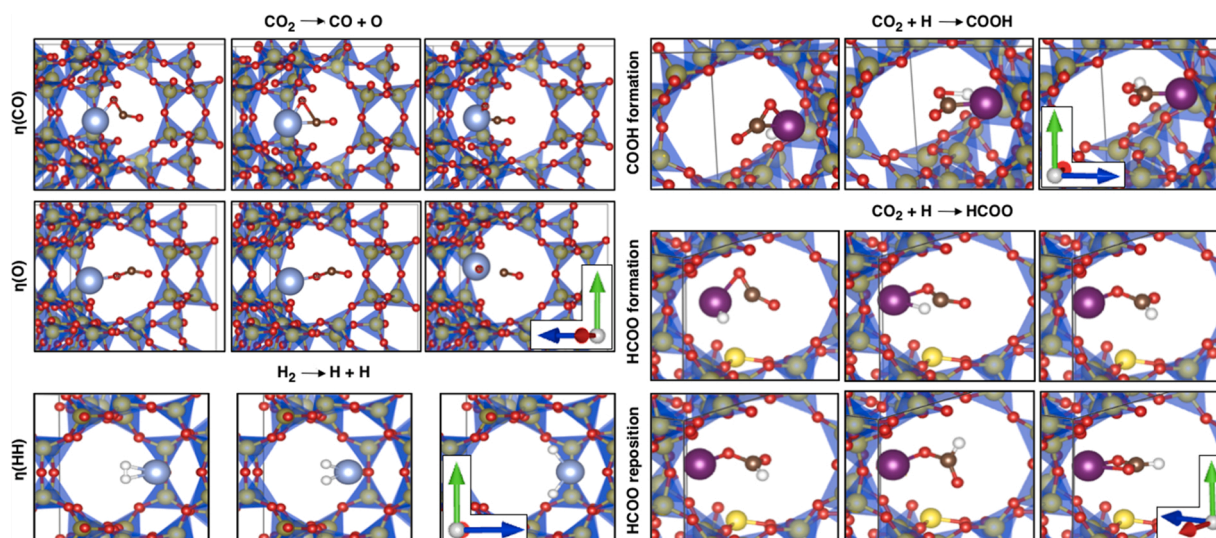 CO₂ → CO + O
η(CO)
η(O)
H₂ → H + H
η(HH)
CO₂ + H → COOH
COOH formation
CO₂ + H → HCOO
HCOO formation
HCOO reposition